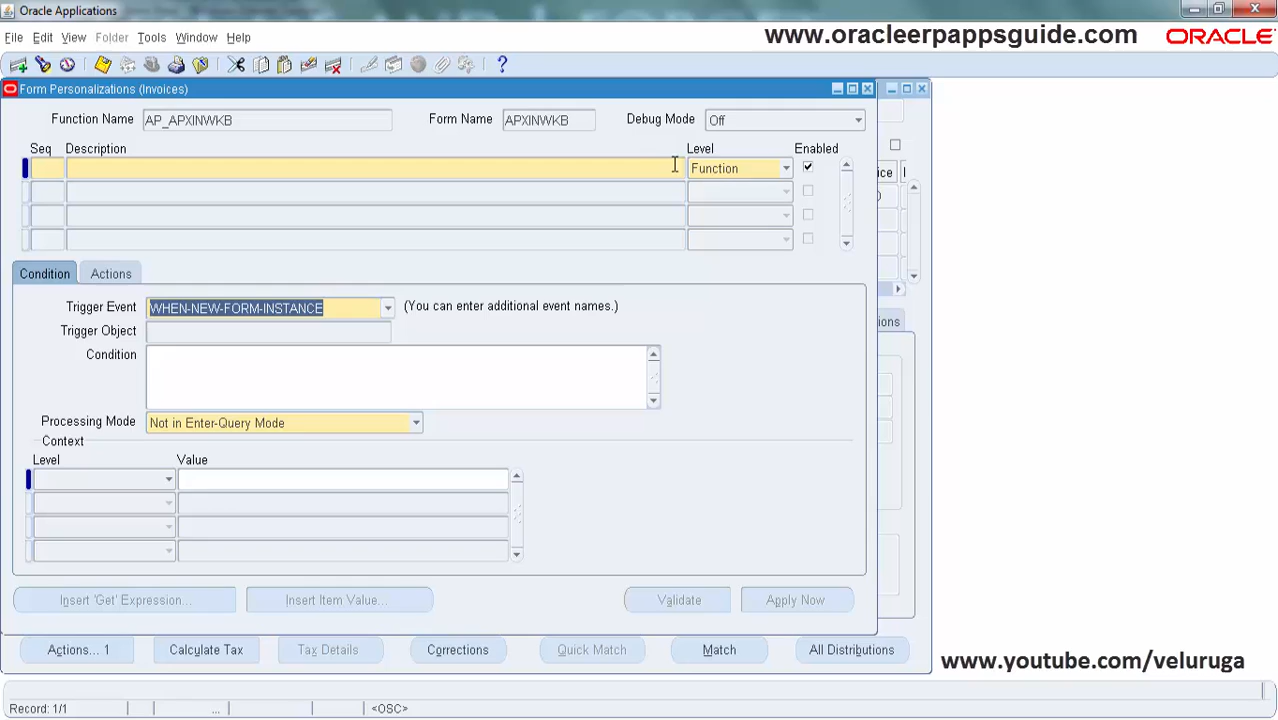 Oracle Applications
File Edit View Folder Tools Window Help
www.oracleerpappsguide.com ORACLE
Form Personalizations (Invoices)
Function Name AP_APXINWKB Form Name APXINWKB Debug Mode Off
Seq Description Level Enabled
Function
Condition Actions
Trigger Event WHEN-NEW-FORM-INSTANCE (You can enter additional event names.)
Trigger Object
Condition
Processing Mode Not in Enter-Query Mode
Context
Level Value
Insert 'Get' Expression... Insert Item Value... Validate Apply Now
Actions... 1 Calculate Tax Tax Details Corrections Quick Match Match All Distributions
www.youtube.com/veluruga
Record: 1/1 ... <OSC>